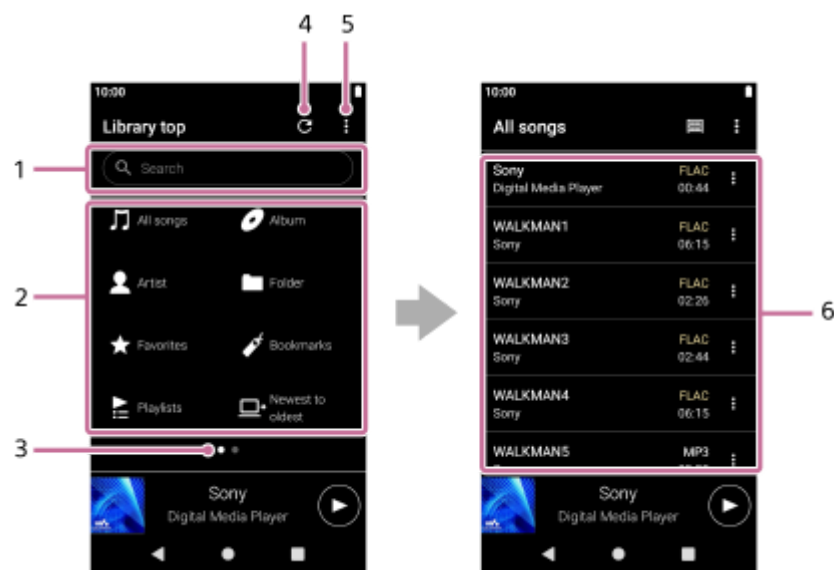 4 5
10:00
Library top
1
Search
All songs
Album
2
Artist
Folder
Favorites
Bookmarks
Playlists
Newest to
oldest
3
Sony
Digital Media Player
10:00
All songs
Sony FLAC
Digital Media Player 00:44
WALKMAN1 FLAC
Sony 06:15
WALKMAN2 FLAC
Sony 02:26
6
WALKMAN3 FLAC
Sony 02:44
WALKMAN4 FLAC
Sony 06:15
WALKMAN5 MP3
Sony
Digital Media Player